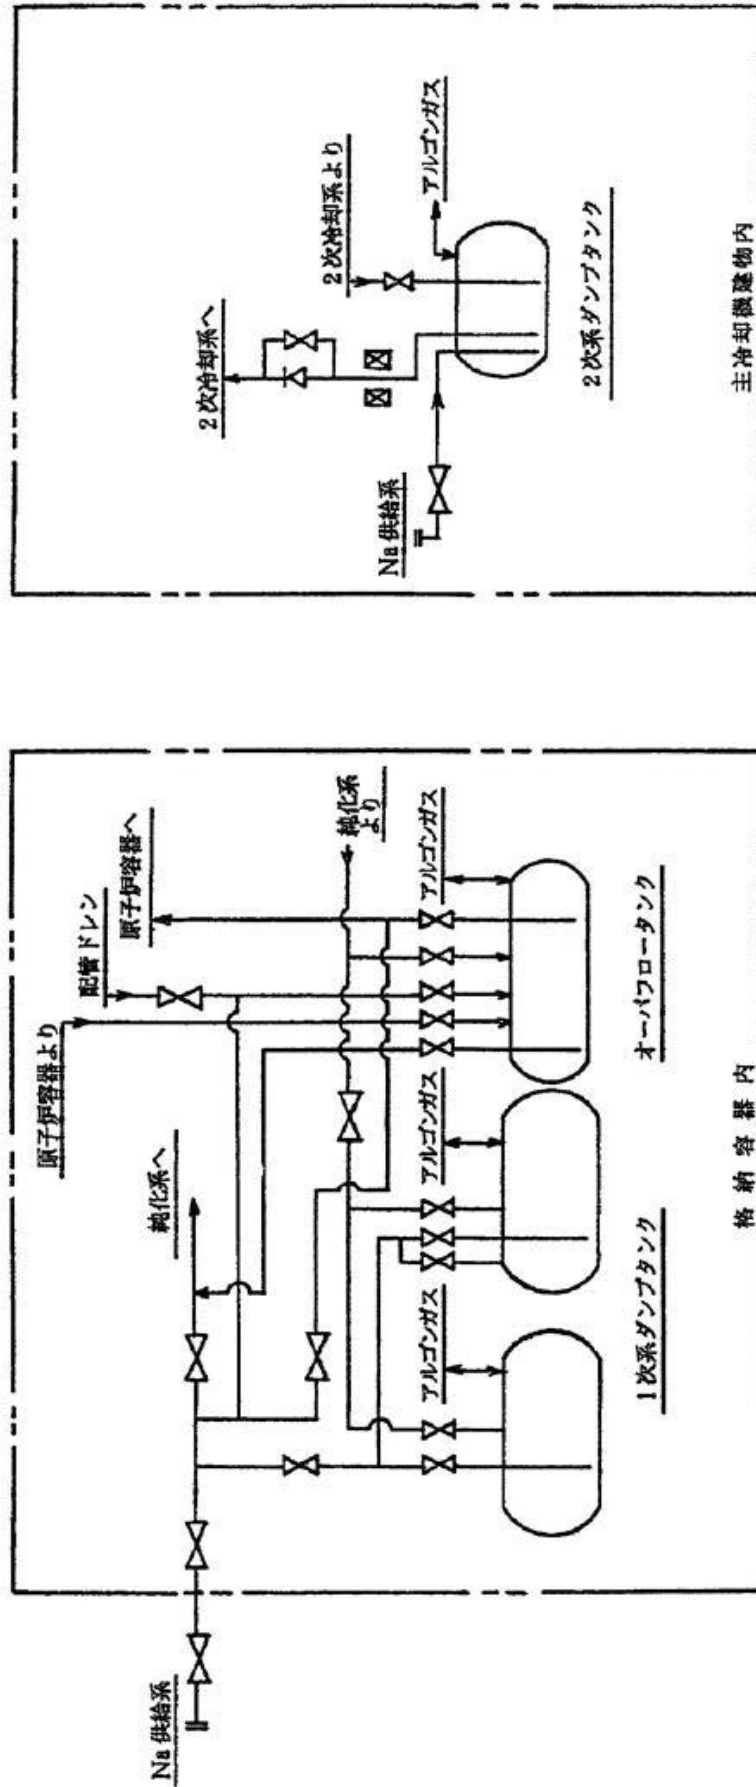 Na 供給系
純化系へ
原子炉容器より
配管ドレン
原子炉容器へ
純化系
より
アルゴンガス
アルゴンガス
アルゴンガス
1次系ダンプタンク
オーバフロータンク
格納容器内
2次冷却系へ
2次冷却系より
Na 供給系
アルゴンガス
2次系ダンプタンク
主冷却機建物内